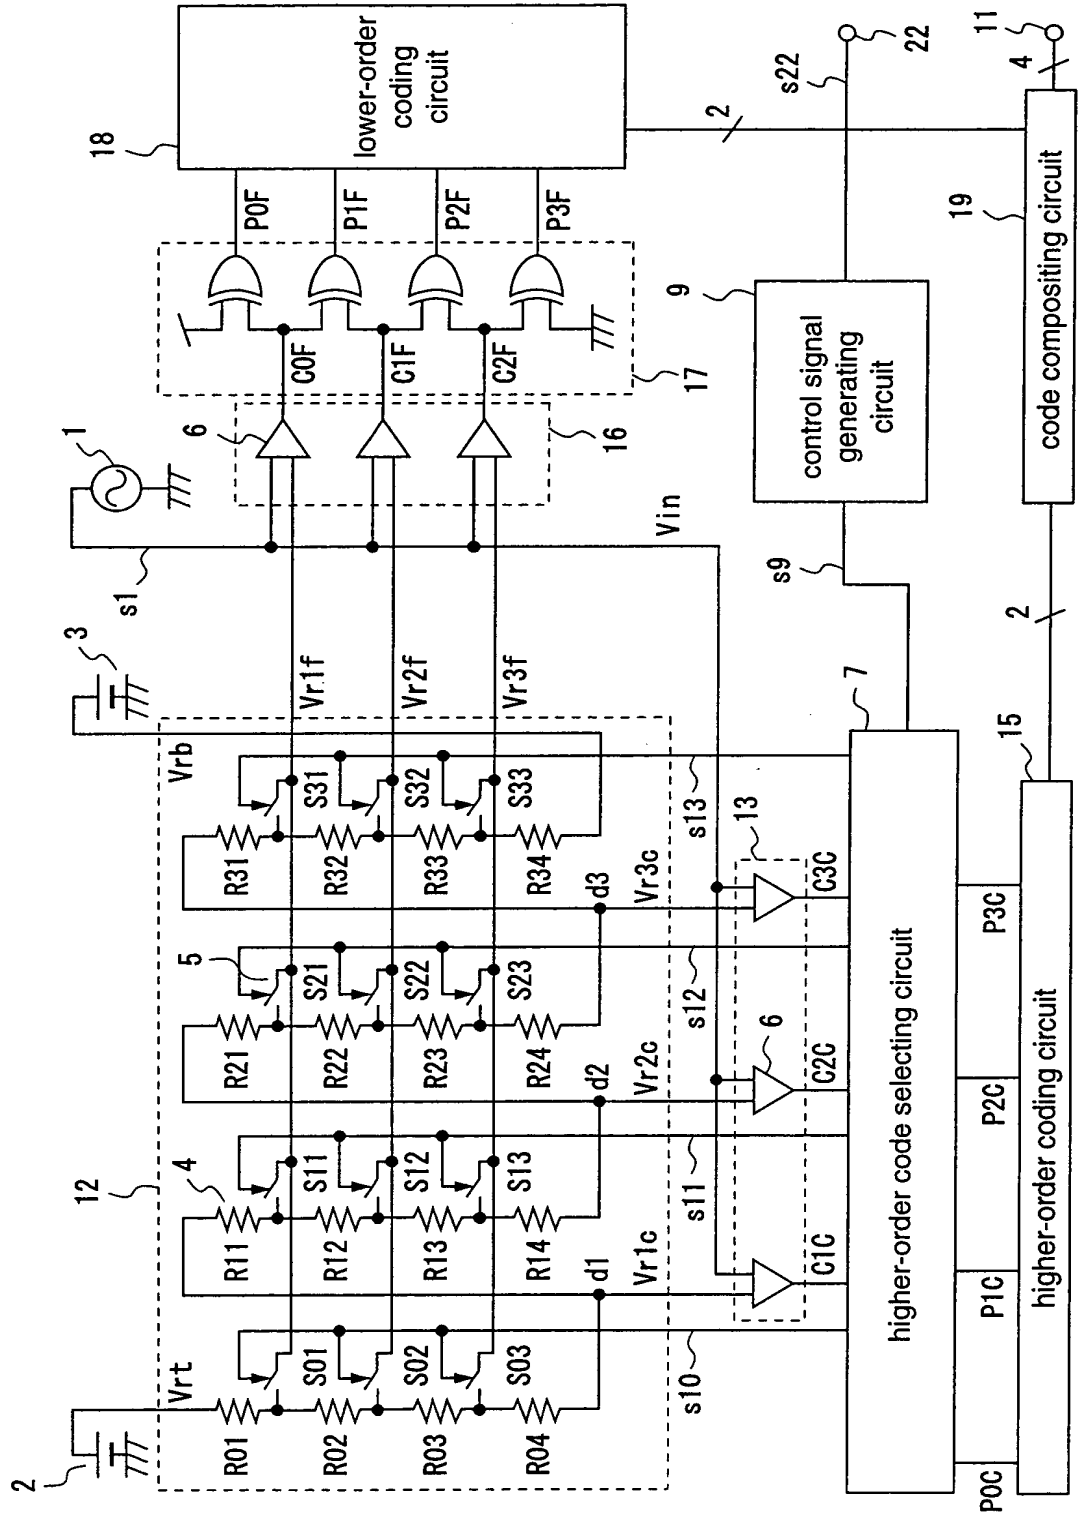 2
Vrt
12
R01
R02
R03
R04
S01
S02
S03
s10
d1
Vr1c
4
R11
R12
R13
R14
S11
S12
S13
s11
d2
Vr2c
5
R21
R22
R23
R24
S21
S22
S23
s12
d3
Vr3c
R31
R32
R33
R34
S31
S32
S33
s13
Vrb
3
Vr1f
Vr2f
Vr3f
s1
1
Vin
6
16
C0F
C1F
C2F
17
P0F
P1F
P2F
P3F
18
lower-order
coding
circuit
2
13
6
C1C
C2C
C3C
7
higher-order code selecting circuit
s9
9
control signal
generating
circuit
s22
22
P0C
P1C
P2C
P3C
15
higher-order coding circuit
2
19
code compositing circuit
4
11